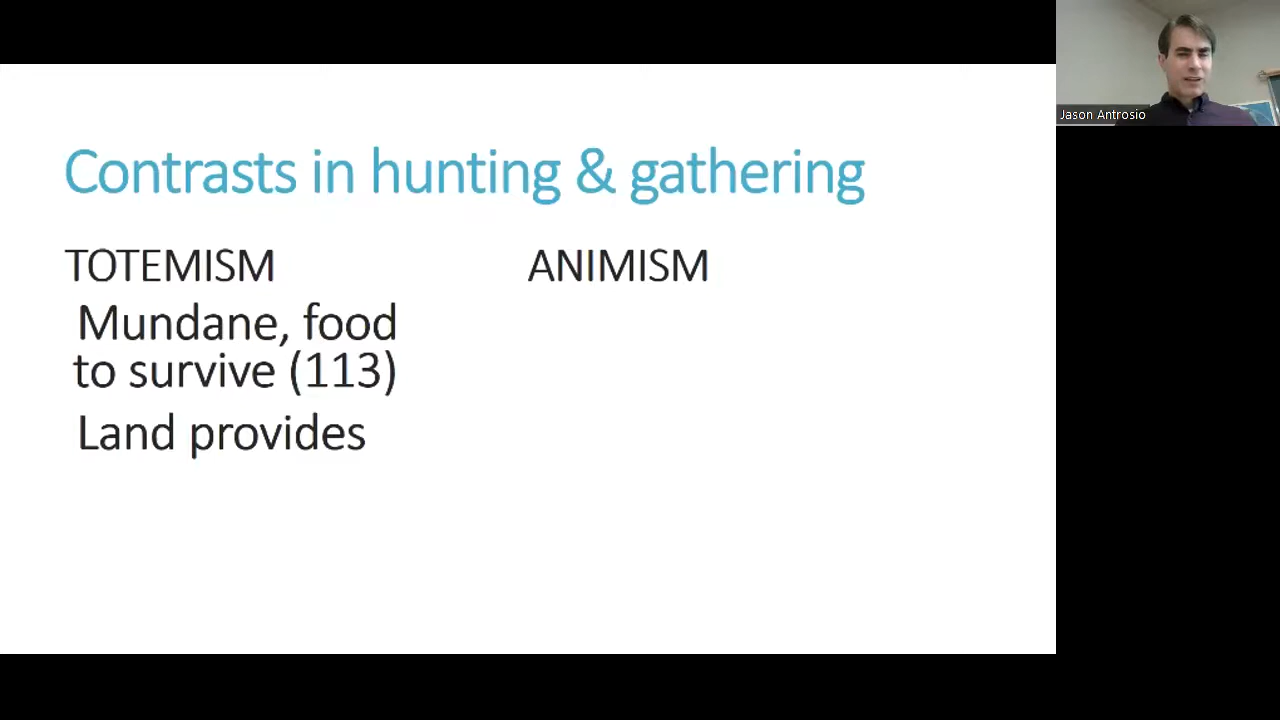 Contrasts in hunting & gathering
TOTEMISM
Mundane, food
to survive (113)
Land provides
ANIMISM
Jason Antrosio